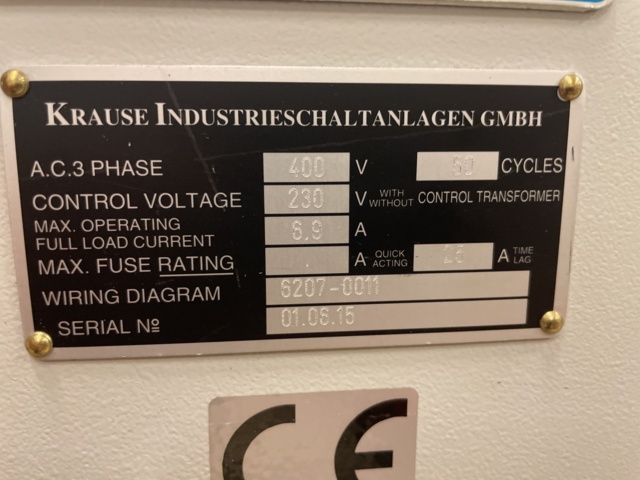 KRAUSE INDUSTRIESCHALTANLAGEN GMBH
A.C.3 PHASE 400 V 50 CYCLES
CONTROL VOLTAGE 230 V WITH WITHOUT CONTROL TRANSFORMER
MAX. OPERATING
FULL LOAD CURRENT A
MAX. FUSE RATING . A QUICK ACTING A TIME LAG
WIRING DIAGRAM 6207-0011
SERIAL Nº 01.06.15
CE